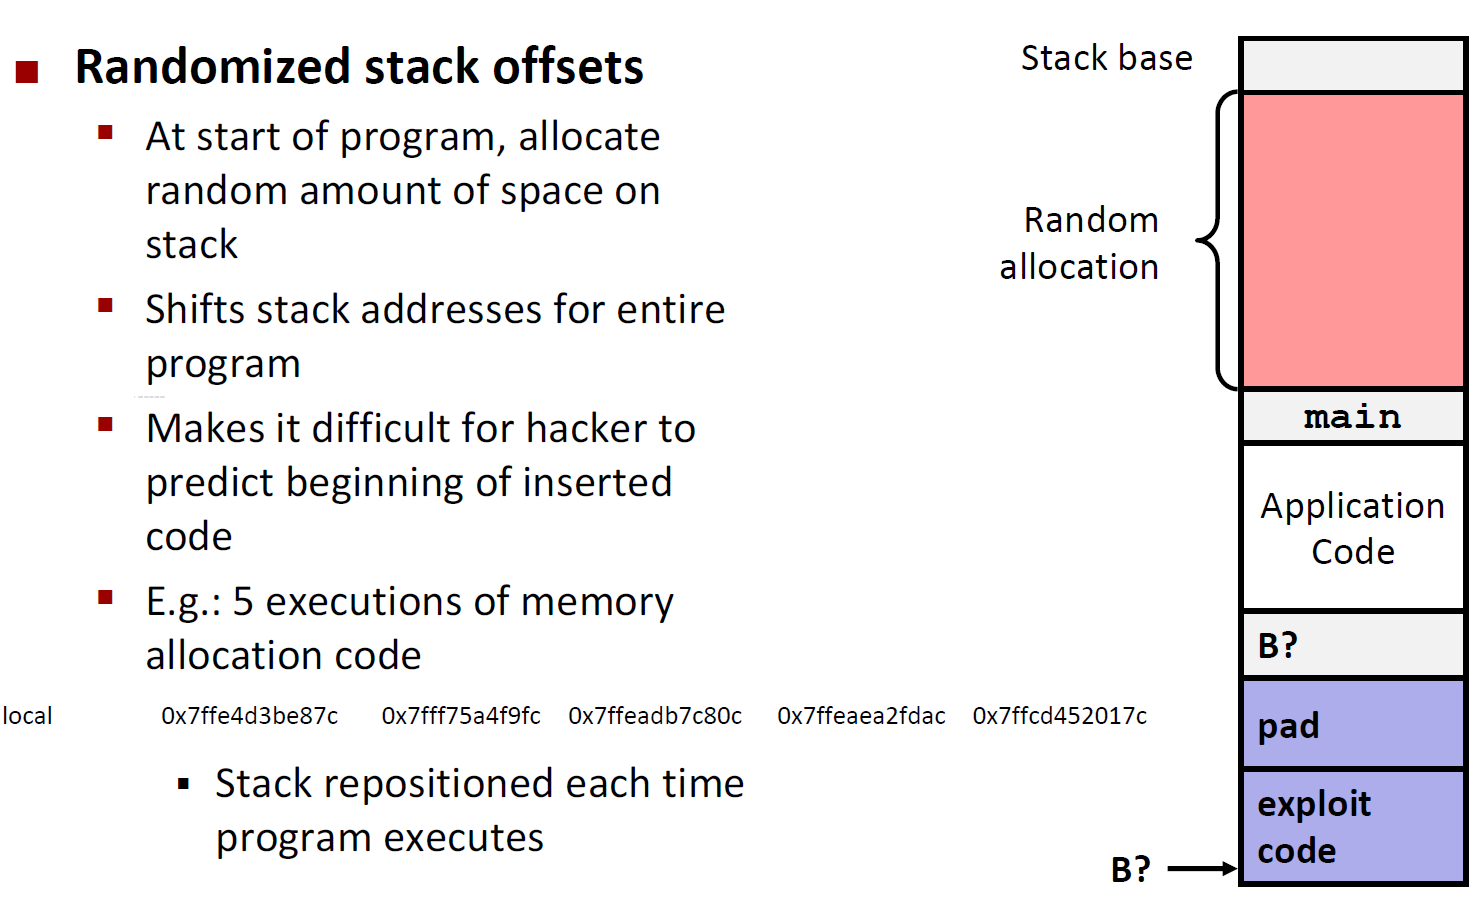 Randomized stack offsets
At start of program, allocate
random amount of space on
stack
Shifts stack addresses for entire
program
Makes it difficult for hacker to
predict beginning of inserted
code
E.g.: 5 executions of memory
allocation code
local 0x7ffe4d3be87c 0x7fff75a4f9fc 0x7ffeadb7c80c 0x7ffeaea2fdac 0x7ffcd452017c
Stack repositioned each time
program executes
Stack base
Random
allocation
main
Application
Code
B?
pad
exploit
code
B?